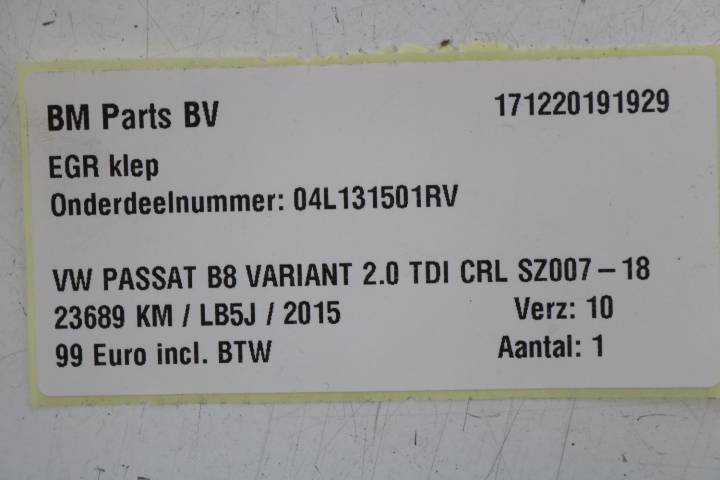 BM Parts BV 171220191929
EGR klep
Onderdeelnummer: 04L131501RV
VW PASSAT B8 VARIANT 2.0 TDI CRL SZ007-18
23689 KM / LB5J / 2015 Verz: 10
99 Euro incl. BTW Aantal: 1